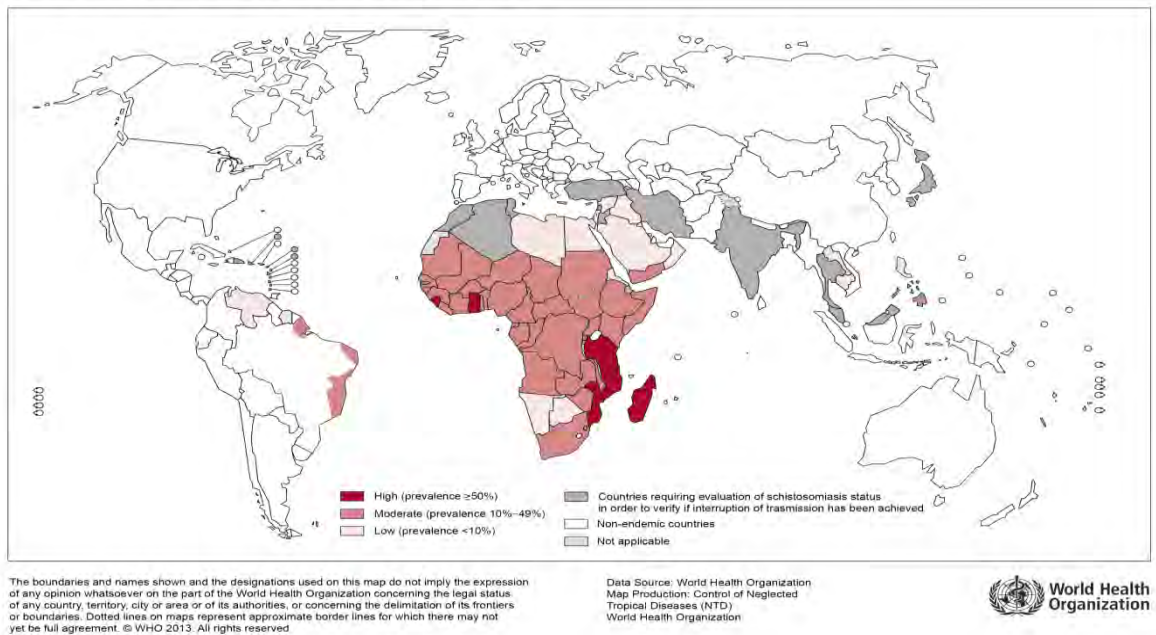 High (prevalence ≥50%)
Moderate (prevalence 10%–49%)
Low (prevalence <10%)
Countries requiring evaluation of schistosomiasis status
in order to verify if interruption of trasmission has been achieved
Non-endemic countries
Not applicable
The boundaries and names shown and the designations used on this map do not imply the expression
of any opinion whatsoever on the part of the World Health Organization concerning the legal status
of any country, territory, city or area or of its authorities, or concerning the delimitation of its frontiers
or boundaries. Dotted lines on maps represent approximate border lines for which there may not
yet be full agreement. © WHO 2013. All rights reserved
Data Source: World Health Organization
Map Production: Control of Neglected
Tropical Diseases (NTD)
World Health Organization
World Health
Organization